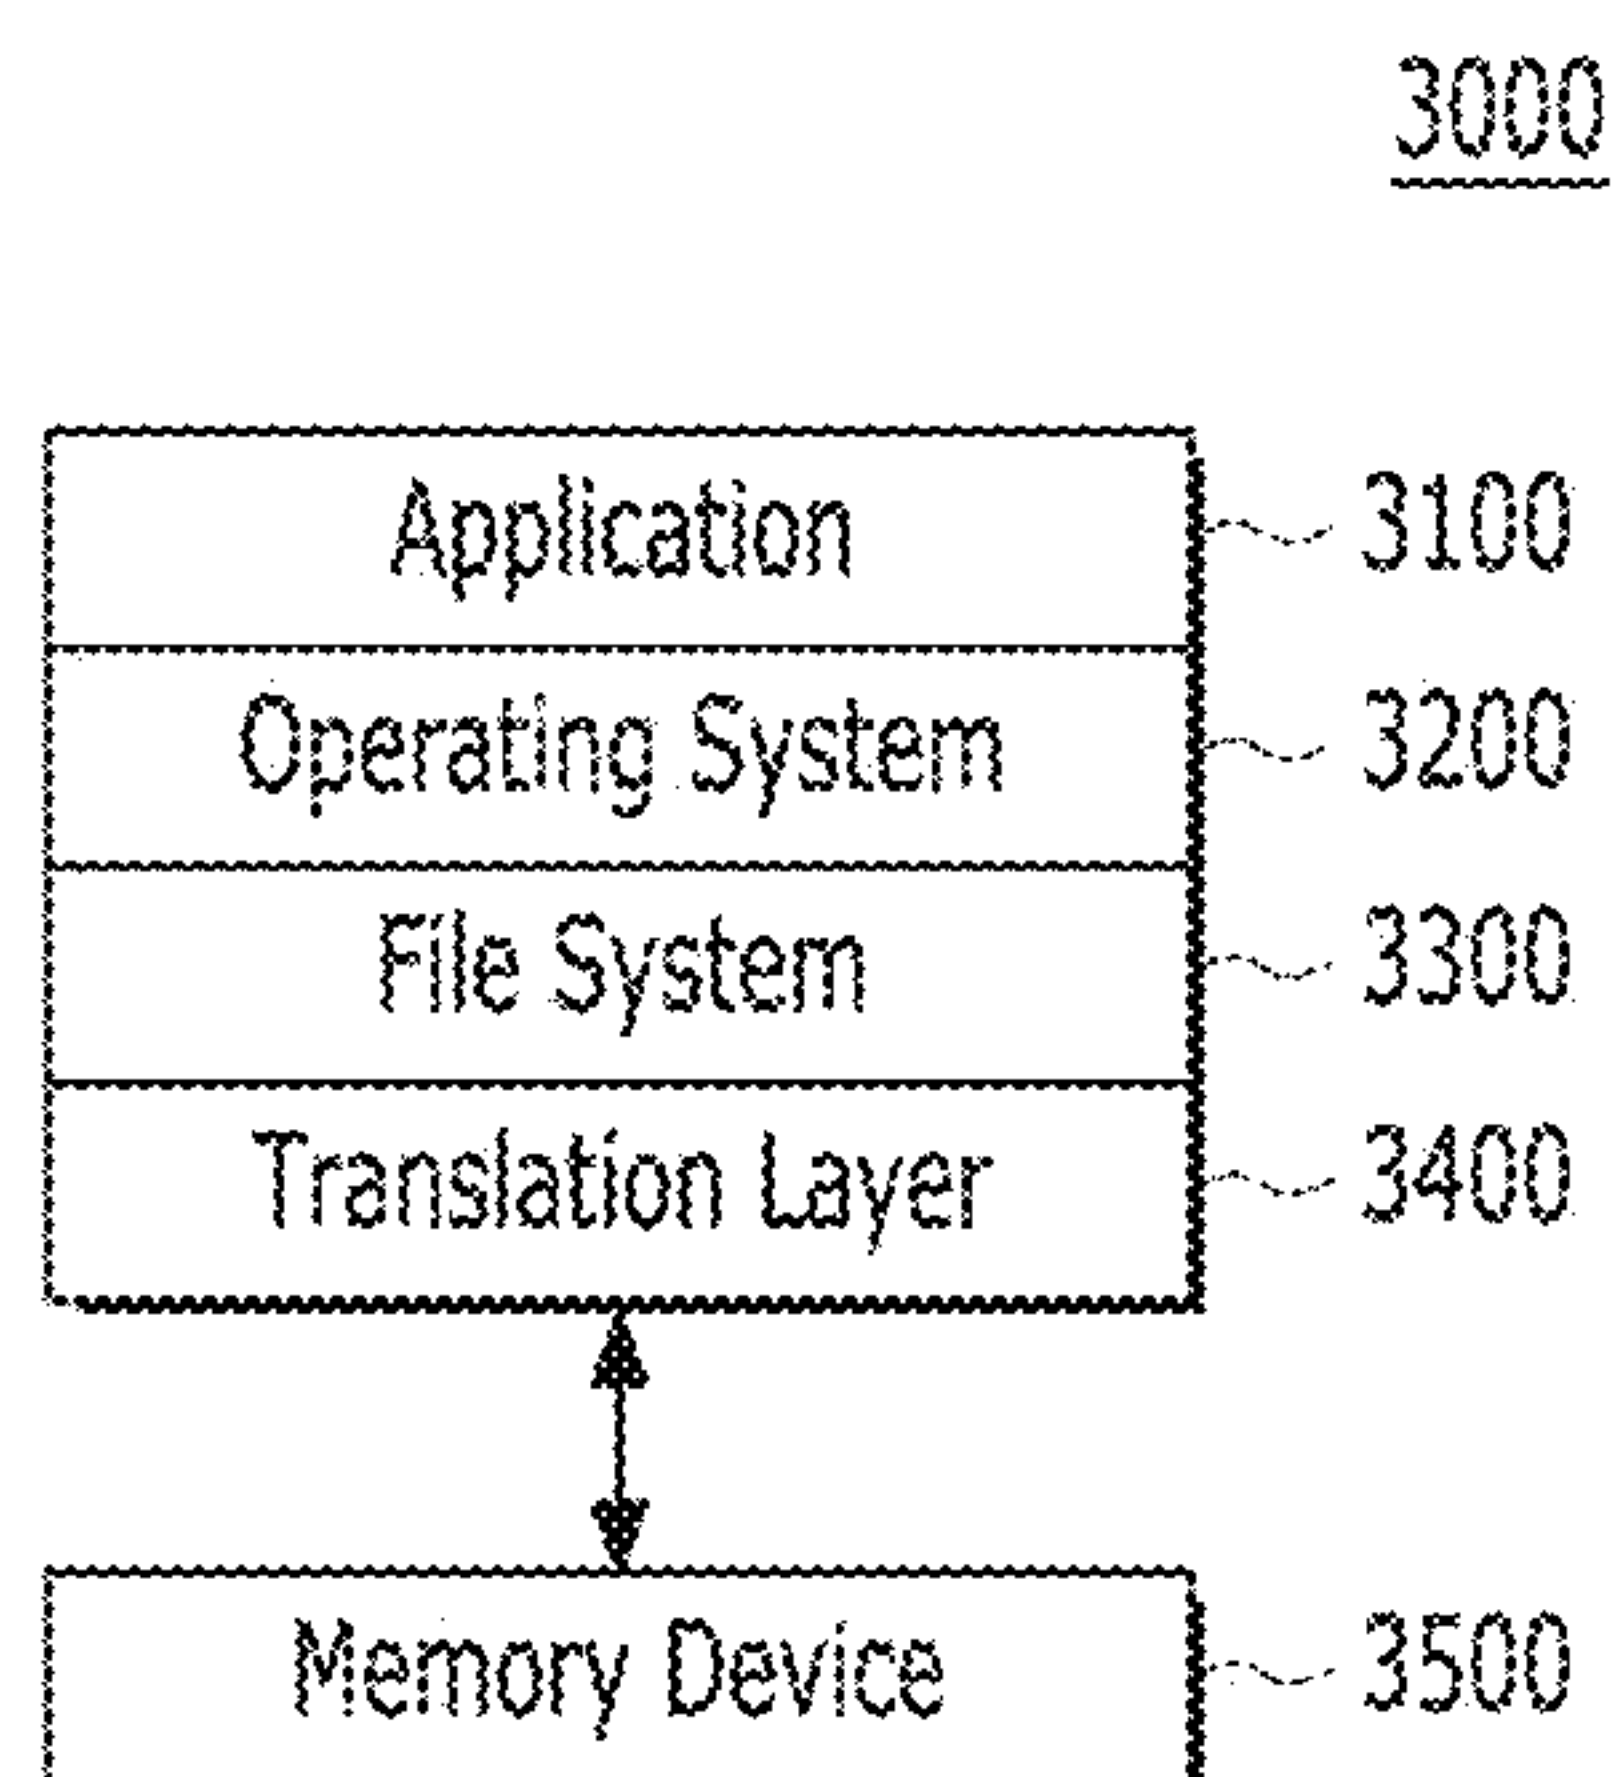 3000
Application 3100
Operating System 3200
File System 3300
Translation Layer 3400
Memory Device 3500